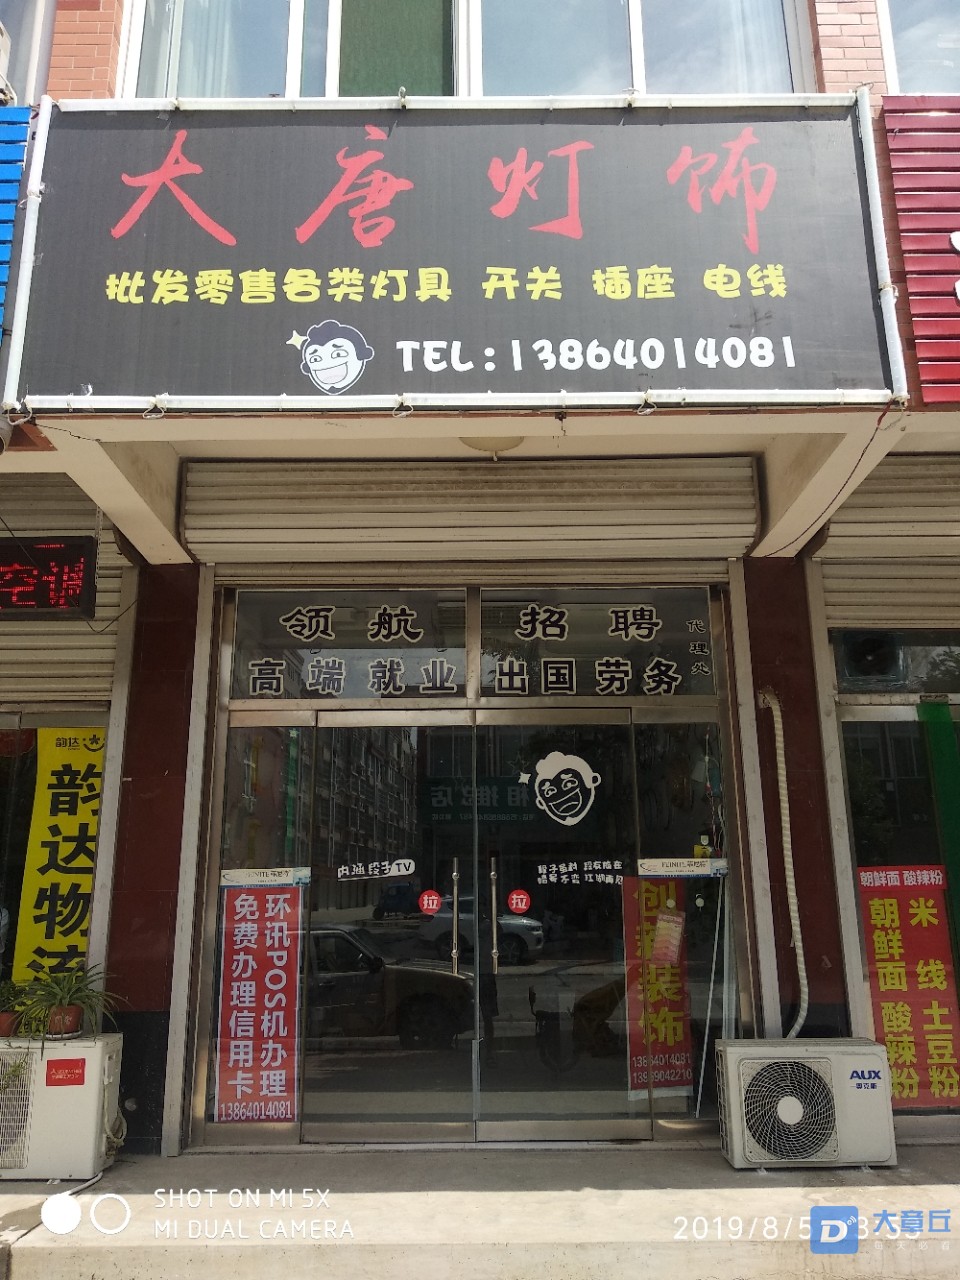 大唐灯饰
批发零售各类灯具 开关 插座 电线
TEL:13864014081
领航 招聘
代理处
高端就业 出国劳务
韵达
韵达物流
内涵段子TV
拉
拉
环讯POS机办理
免费办理信用卡
13864014081
创新装饰
13864014081
13969042210
朝鲜面 酸辣粉
朝鲜面 酸辣粉
米线 土豆粉
AUX
奥克斯
SHOT ON MI 5X
MI DUAL CAMERA
2019/8/5
大章丘